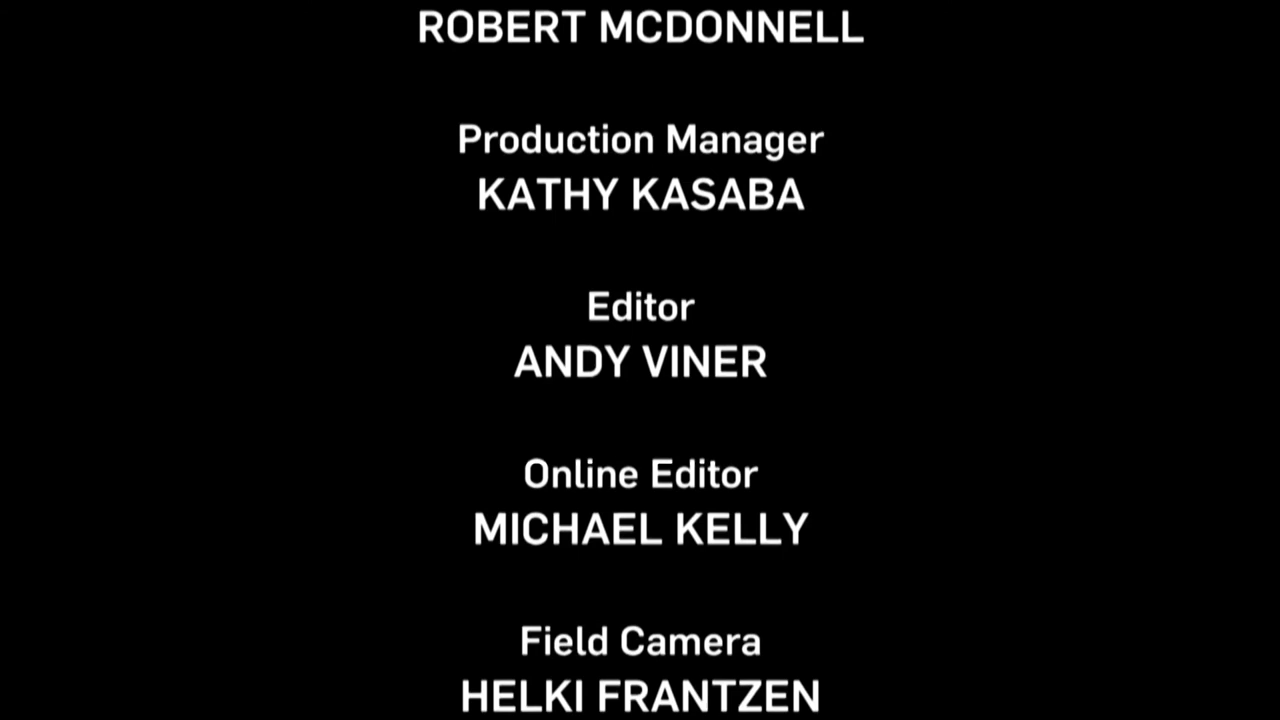 ROBERT MCDONNELL
Production Manager
KATHY KASABA
Editor
ANDY VINER
Online Editor
MICHAEL KELLY
Field Camera
HELKI FRANTZEN